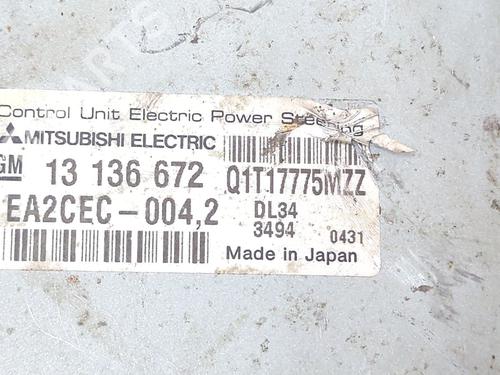 Control Unit Electric Power Steering
MITSUBISHI ELECTRIC
GM 13 136 672 Q1T17775MZZ
EA2CEC-004,2 DL34
3494 0431
Made in Japan